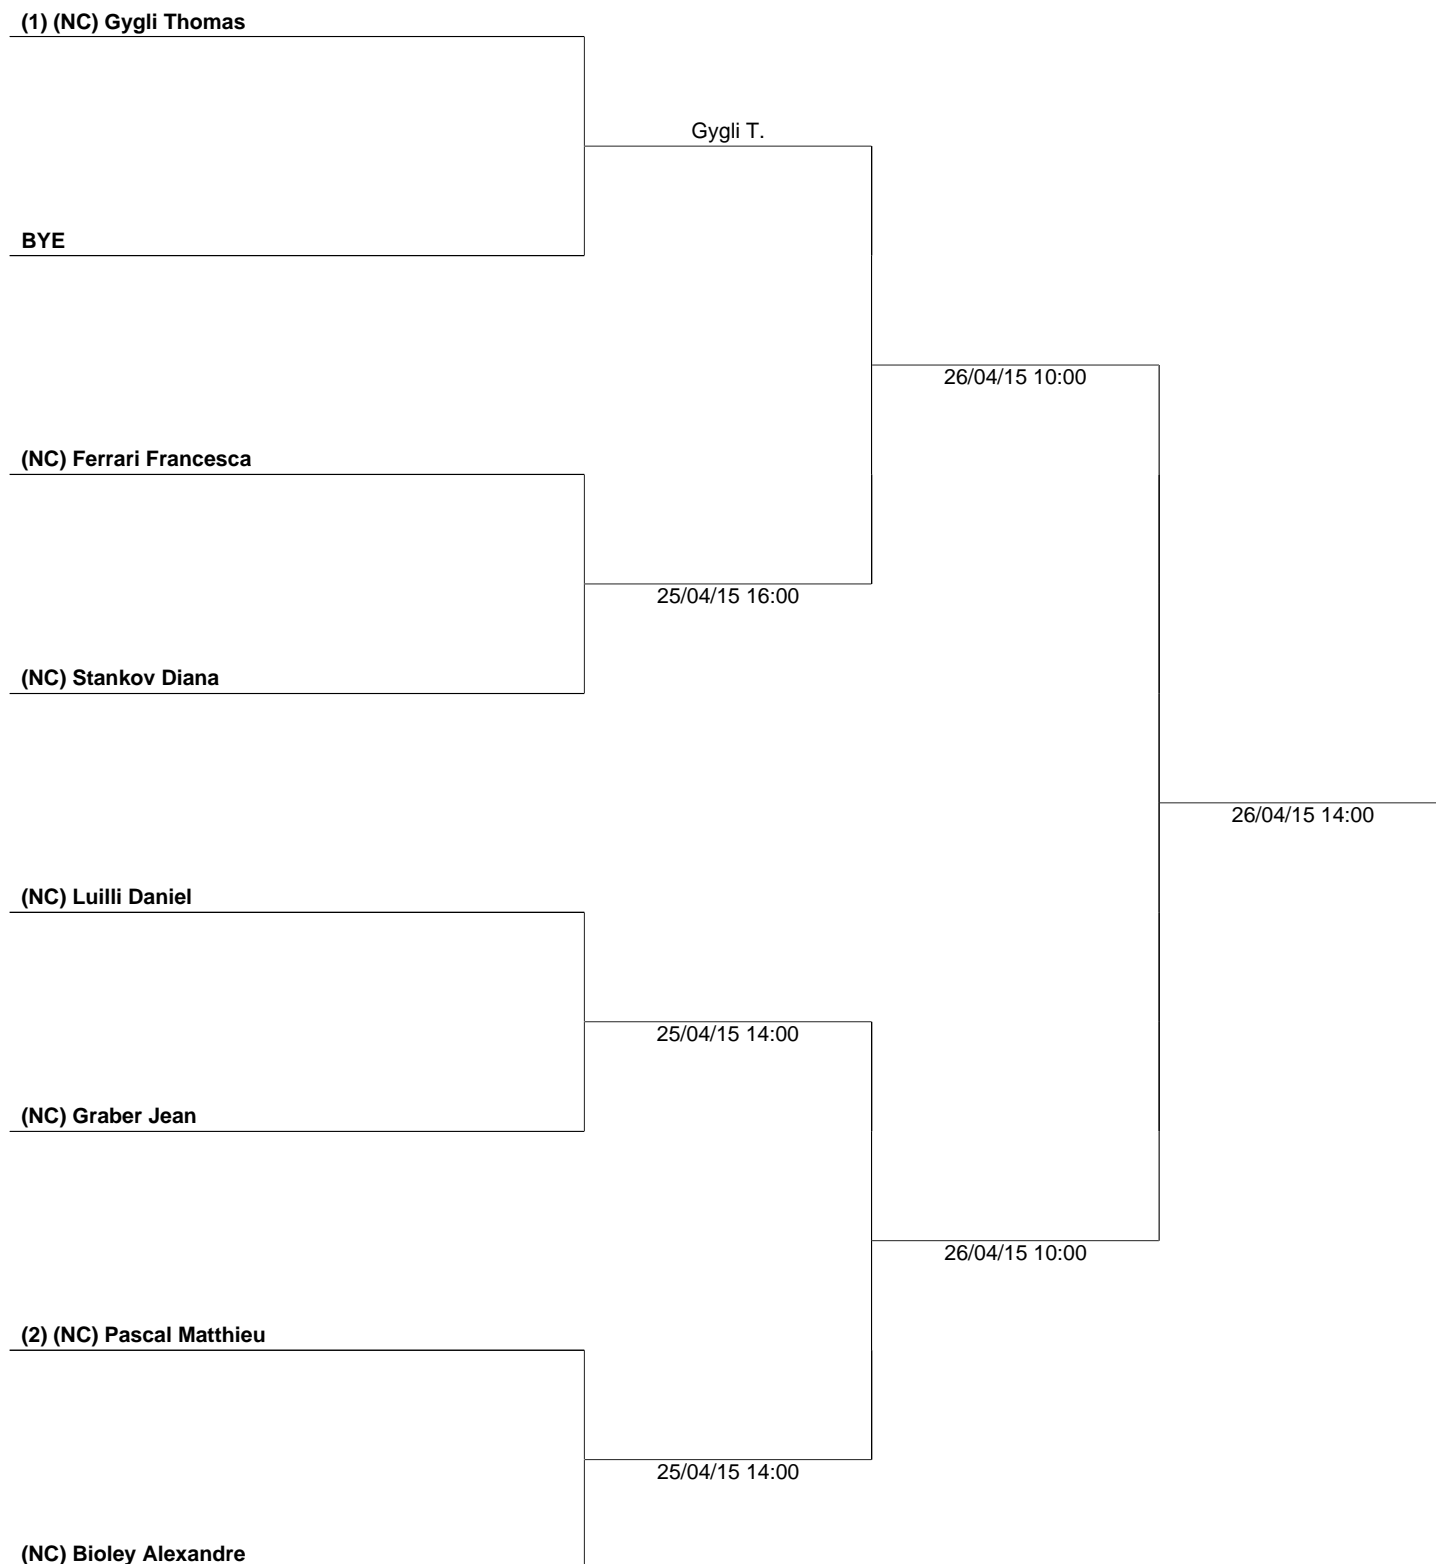 (1) (NC) Gygli Thomas
Gygli T.
BYE
26/04/15 10:00
(NC) Ferrari Francesca
25/04/15 16:00
(NC) Stankov Diana
26/04/15 14:00
(NC) Luilli Daniel
25/04/15 14:00
(NC) Graber Jean
26/04/15 10:00
(2) (NC) Pascal Matthieu
25/04/15 14:00
(NC) Bioley Alexandre